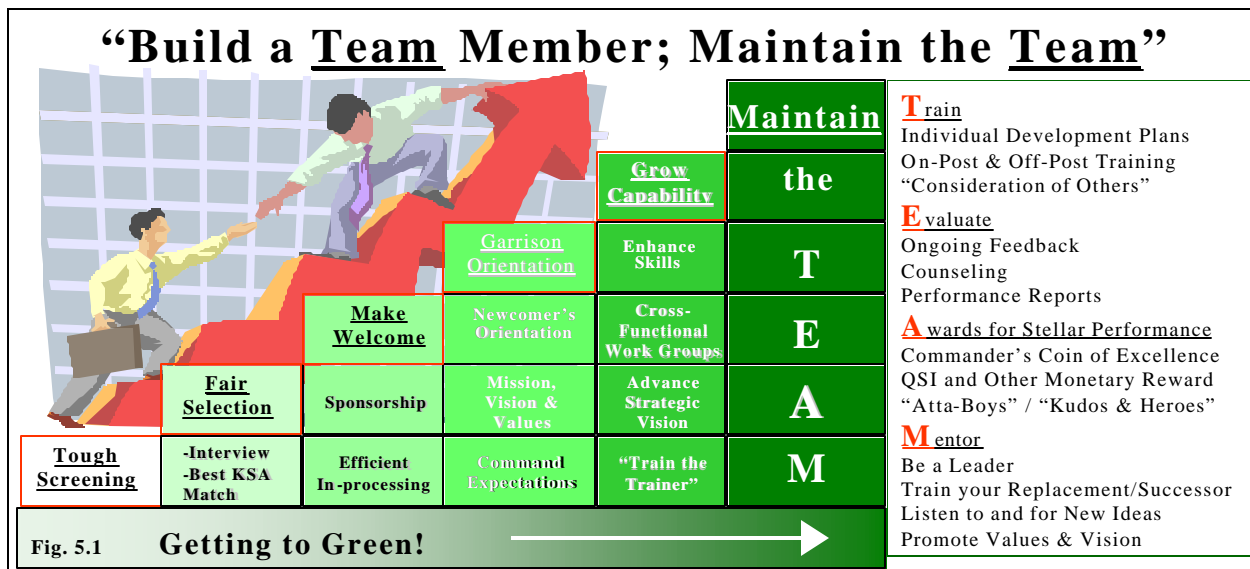 “Build a Team Member; Maintain the Team”
Tough
Screening
Fair
Selection
-Interview
-Best KSA
Match
Make
Welcome
Sponsorship
Efficient
In-processing
Garrison
Orientation
Newcomer’s
Orientation
Mission,
Vision &
Values
Command
Expectations
Grow
Capability
Enhance
Skills
Cross-
Functional
Work Groups
Advance
Strategic
Vision
“Train the
Trainer”
Maintain
the
T
E
A
M
Train
Individual Development Plans
On-Post & Off-Post Training
“Consideration of Others”
Evaluate
Ongoing Feedback
Counseling
Performance Reports
Awards for Stellar Performance
Commander’s Coin of Excellence
QSI and Other Monetary Reward
“Atta-Boys” / “Kudos & Heroes”
Mentor
Be a Leader
Train your Replacement/Successor
Listen to and for New Ideas
Promote Values & Vision
Fig. 5.1 Getting to Green!